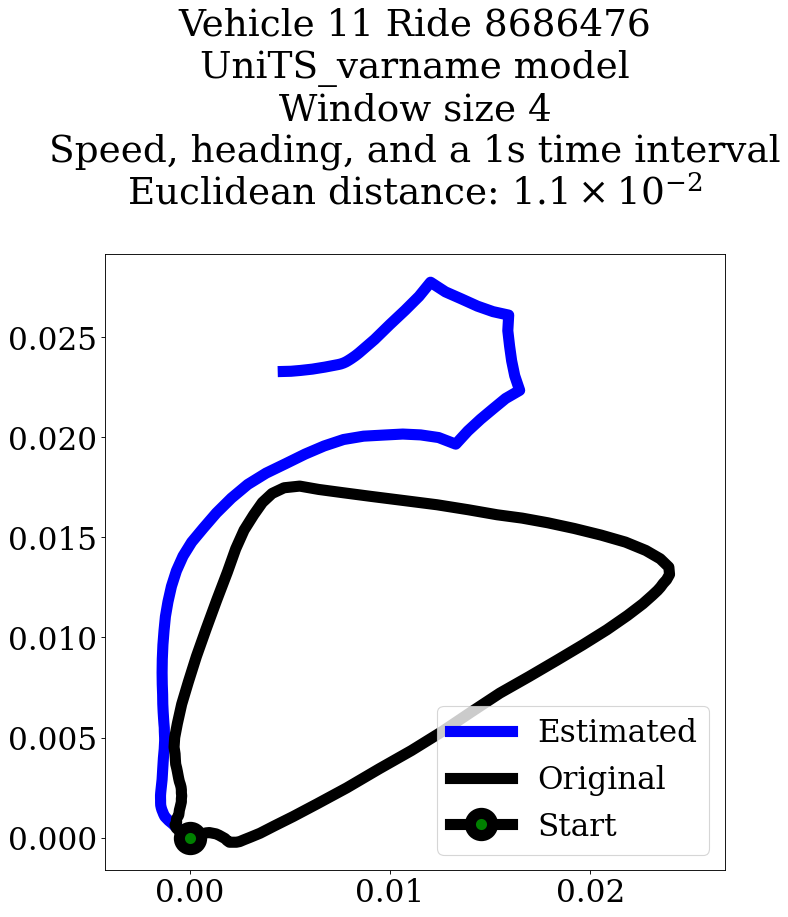 Vehicle 11 Ride 8686476
UniTS_varname model
Window size 4
Speed, heading, and a 1s time interval
Euclidean distance: 1.1 × 10⁻²
0.025
0.020
0.015
0.010
0.005
0.000
0.00
0.01
0.02
Estimated
Original
Start